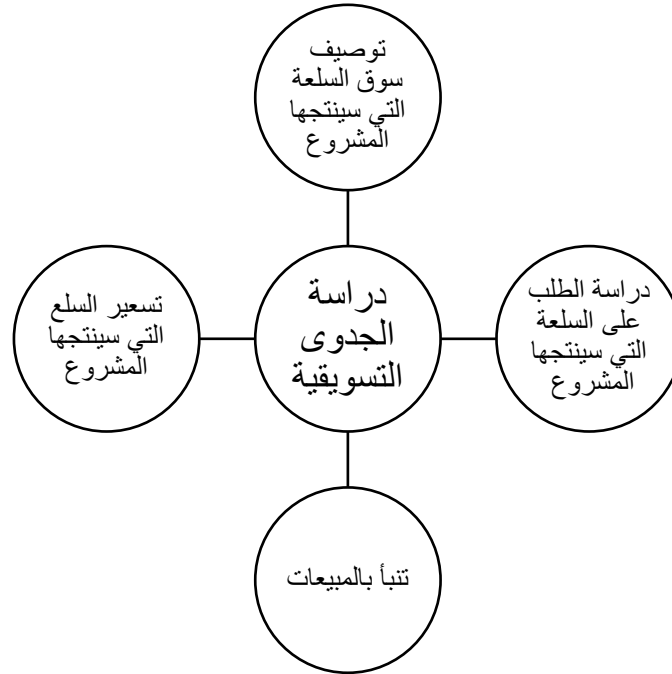 توصيف
سوق السلعة
التي سينتجها
المشروع
دراسة الطلب
على السلعة
التي سينتجها
المشروع
دراسة
الجدوى
التسويقية
تسعير السلع
التي سينتجها
المشروع
تنبأ بالمبيعات